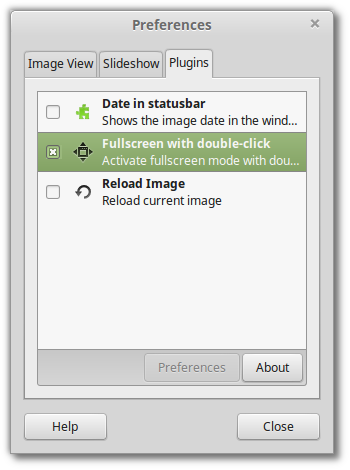 Preferences
Image View Slideshow Plugins
Date in statusbar
Shows the image date in the wind...
Fullscreen with double-click
Activate fullscreen mode with dou...
Reload Image
Reload current image
Preferences About
Help Close